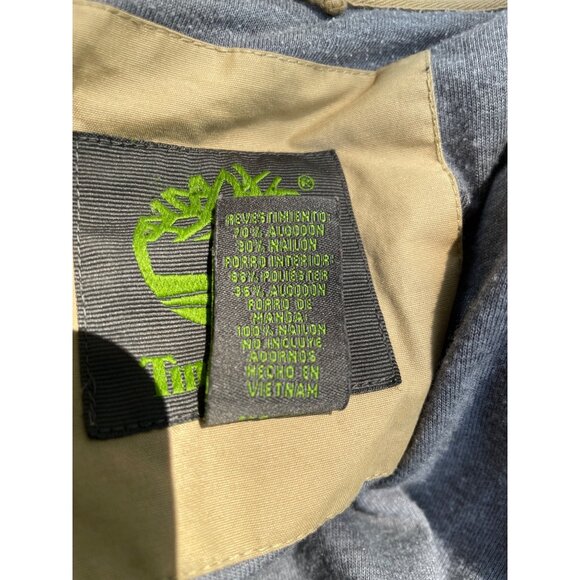 ®
REVESTIMIENTO:
70% ALGODON
30% NAILON
FORRO INTERIOR:
65% POLIESTER
35% ALGODON
FORRO DE
MANGA:
100% NAILON
NO INCLUYE
ADORNOS
HECHO EN
VIETNAM